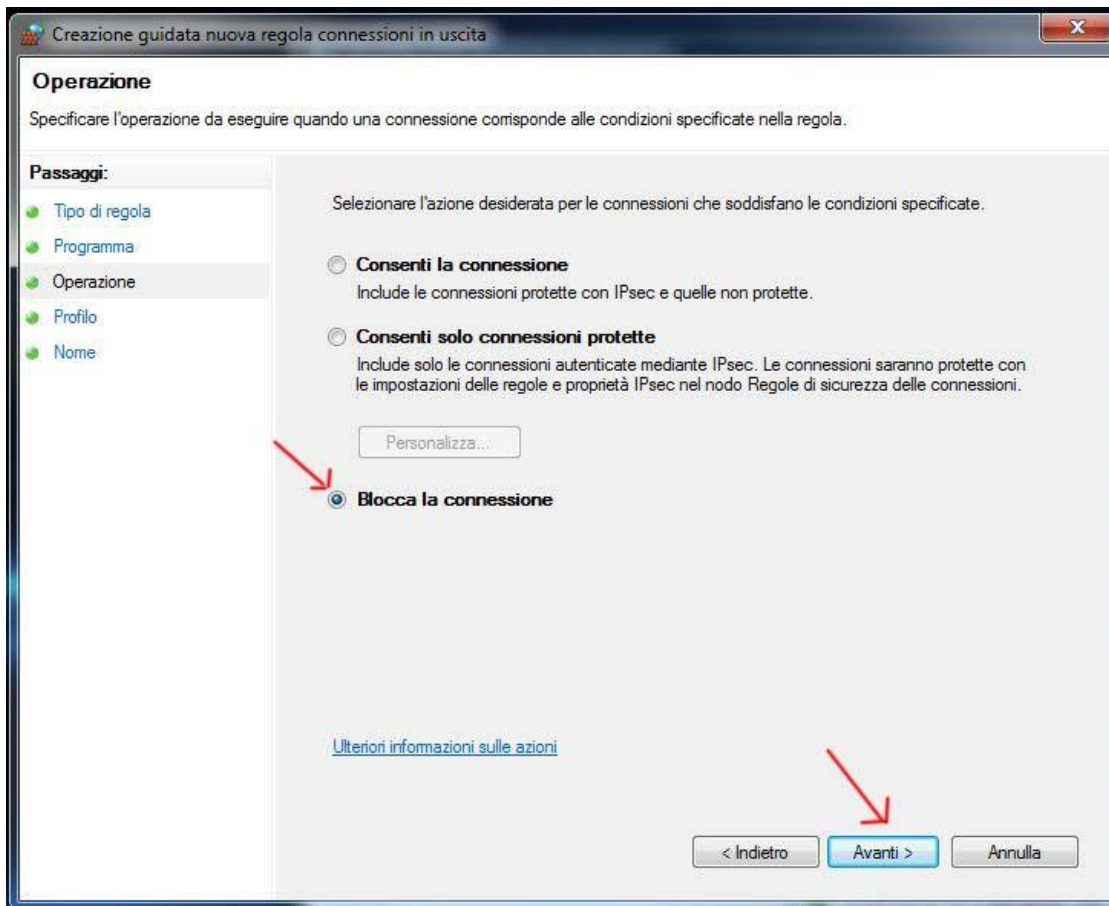 Creazione guidata nuova regola connessioni in uscita
Operazione
Specificare l'operazione da eseguire quando una connessione corrisponde alle condizioni specificate nella regola.
Passaggi:
Tipo di regola
Programma
Operazione
Profilo
Nome
Selezionare l'azione desiderata per le connessioni che soddisfano le condizioni specificate.
Consenti la connessione
Include le connessioni protette con IPsec e quelle non protette.
Consenti solo connessioni protette
Include solo le connessioni autenticate mediante IPsec. Le connessioni saranno protette con
le impostazioni delle regole e proprietà IPsec nel nodo Regole di sicurezza delle connessioni.
Personalizza...
Blocca la connessione
Ulteriori informazioni sulle azioni
< Indietro
Avanti >
Annulla